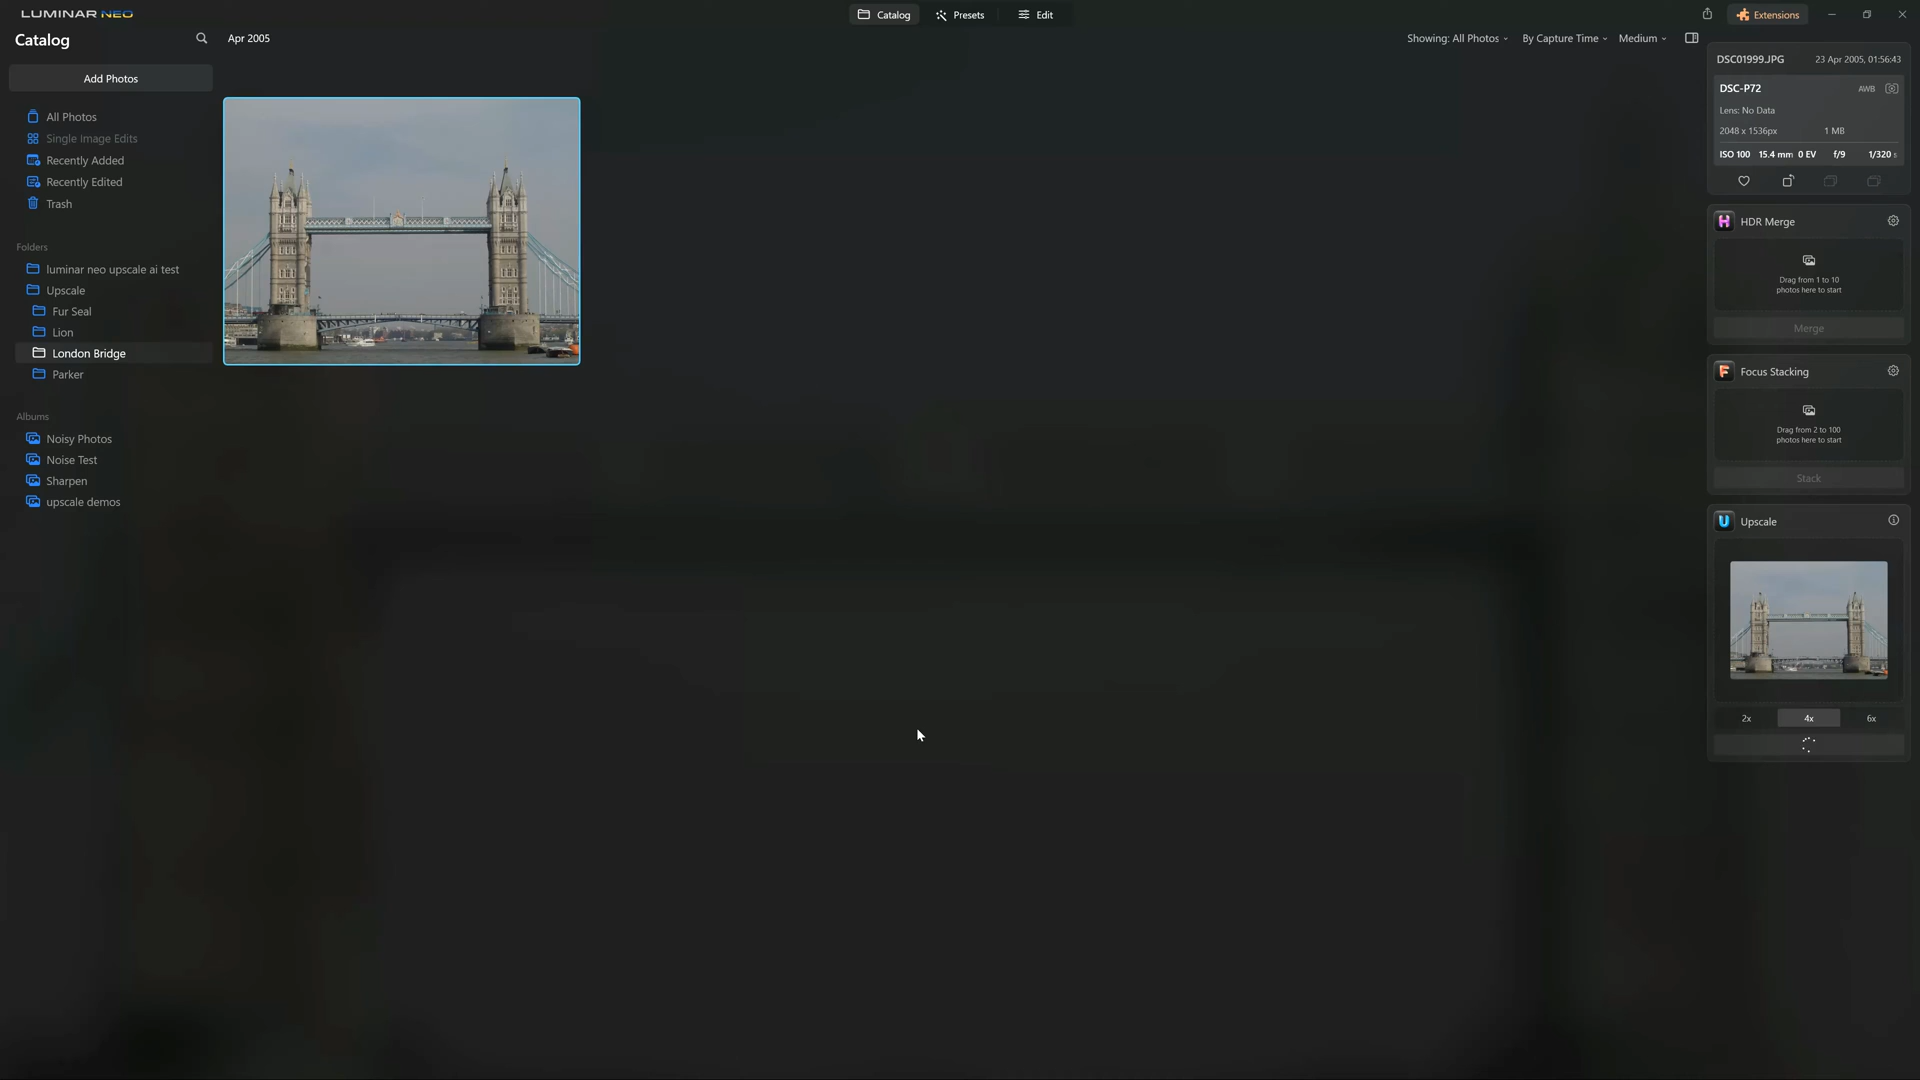 LUMINAR NEO
Catalog
Presets
Edit
Extensions
Catalog
Apr 2005
Showing: All Photos
By Capture Time
Medium
Add Photos
All Photos
Single Image Edits
Recently Added
Recently Edited
Trash
Folders
luminar neo upscale ai test
Upscale
Fur Seal
Lion
London Bridge
Parker
Albums
Noisy Photos
Noise Test
Sharpen
upscale demos
DSC01999.JPG 23 Apr 2005, 01:56:43
DSC-P72 AWB
Lens: No Data
2048 x 1536px 1 MB
ISO 100 15.4 mm 0 EV f/9 1/320 s
HDR Merge
Drag from 1 to 10
photos here to start
Merge
Focus Stacking
Drag from 2 to 100
photos here to start
Stack
Upscale
2x 4x 6x